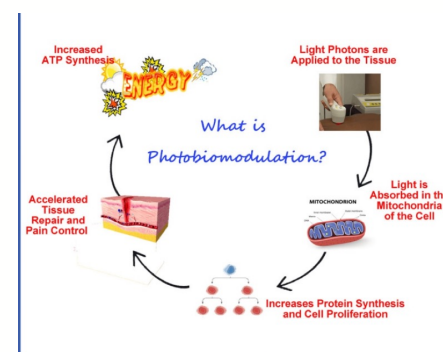 Increased
ATP Synthesis
ENERGY
Light Photons are
Applied to the Tissue
What is
Photobiomodulation?
MITOCHONDRION
Light is
Absorbed in th
Mitochondria
of the Cell
Accelerated
Tissue
Repair and
Pain Control
Increases Protein Synthesis
and Cell Proliferation